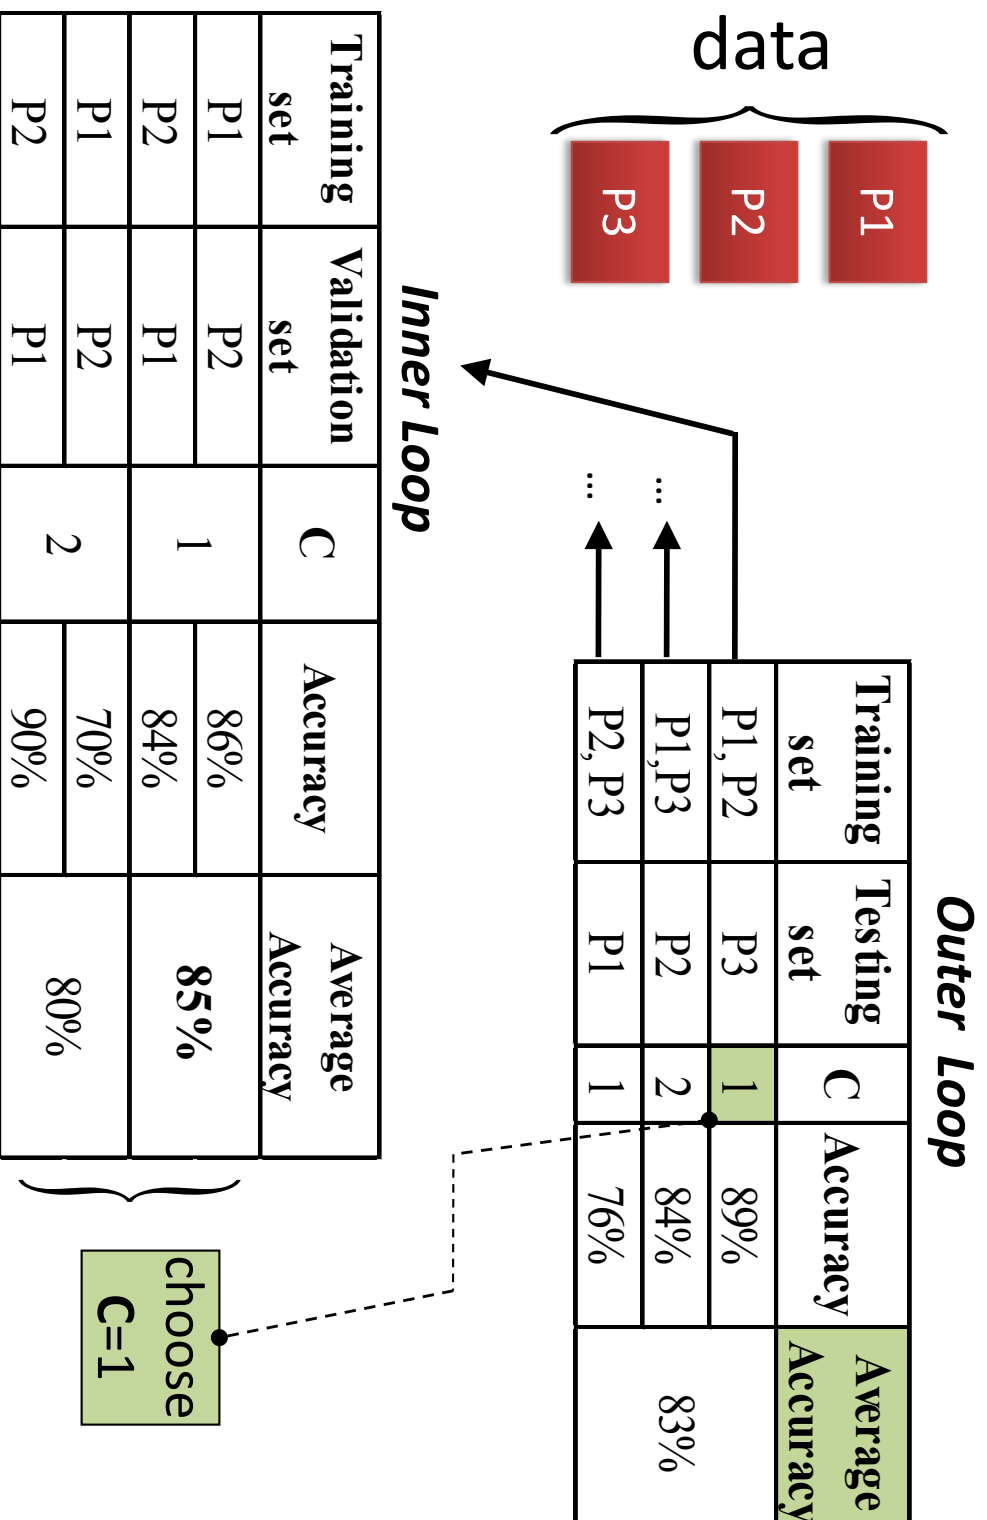 data
P1
P2
P3
Outer Loop
Training set
Testing set
C
Accuracy
Average Accuracy
P1, P2
P3
1
89%
83%
P1,P3
P2
2
84%
P2, P3
P1
1
76%
...
...
Inner Loop
Training set
Validation set
C
Accuracy
Average Accuracy
P1
P2
1
86%
85%
P2
P1
84%
P1
P2
2
70%
80%
P2
P1
90%
choose
C=1